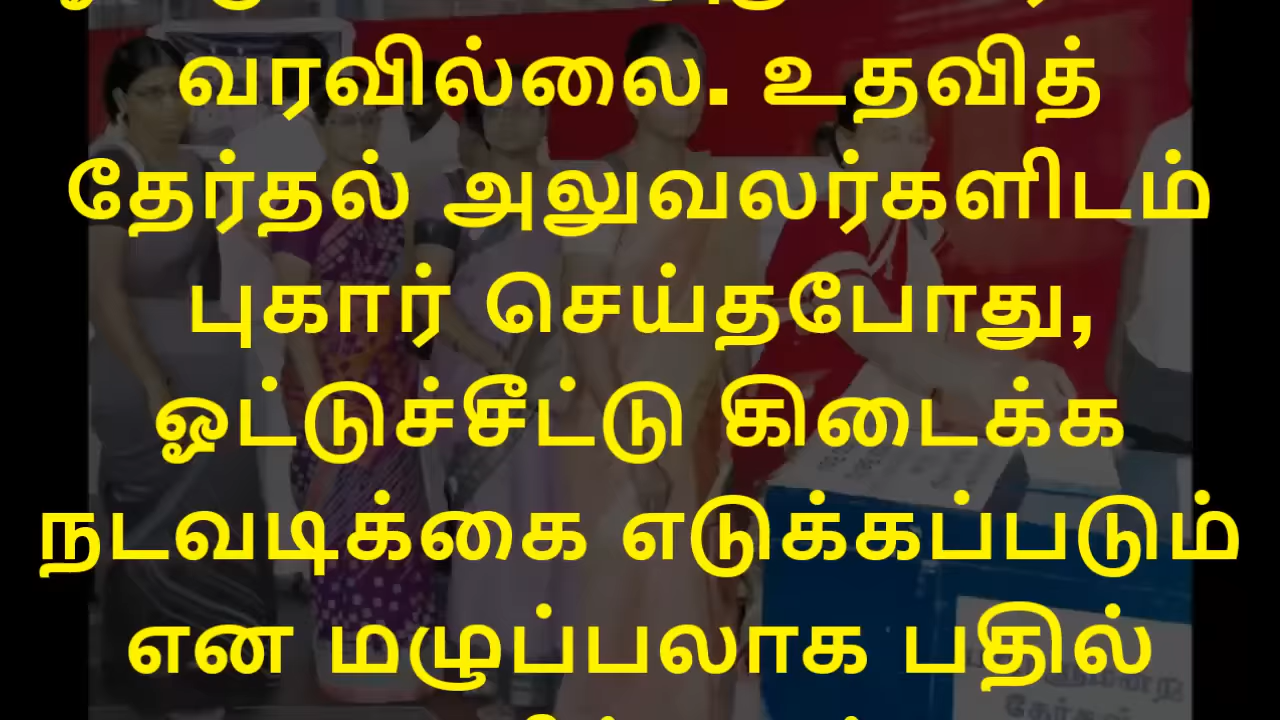 வரவில்லை. உதவித்
தேர்தல் அலுவலர்களிடம்
புகார் செய்தபோது,
ஓட்டுச்சீட்டு கிடைக்க
நடவடிக்கை எடுக்கப்படும்
என மழுப்பலாக பதில்